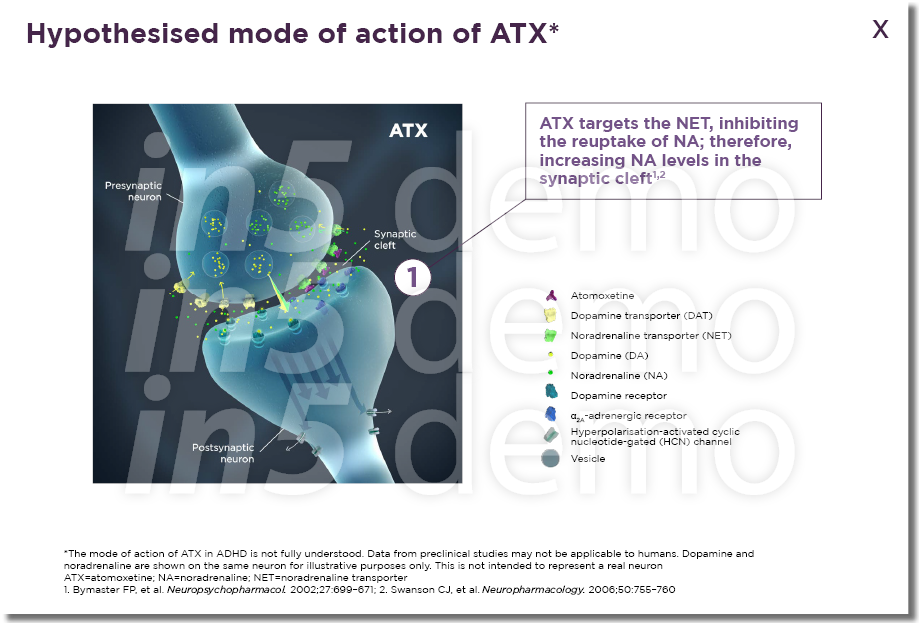 Hypothesised mode of action of ATX*
X
ATX
Presynaptic
neuron
Synaptic
cleft
1
Postsynaptic
neuron
ATX targets the NET, inhibiting
the reuptake of NA; therefore,
increasing NA levels in the
synaptic cleft1,2
Atomoxetine
Dopamine transporter (DAT)
Noradrenaline transporter (NET)
Dopamine (DA)
Noradrenaline (NA)
Dopamine receptor
α2A-adrenergic receptor
Hyperpolarisation-activated cyclic
nucleotide-gated (HCN) channel
Vesicle
in5 demo
in5 demo
in5 demo
*The mode of action of ATX in ADHD is not fully understood. Data from preclinical studies may not be applicable to humans. Dopamine and
noradrenaline are shown on the same neuron for illustrative purposes only. This is not intended to represent a real neuron
ATX=atomoxetine; NA=noradrenaline; NET=noradrenaline transporter
1. Bymaster FP, et al. Neuropsychopharmacol. 2002;27:699–671; 2. Swanson CJ, et al. Neuropharmacology. 2006;50:755–760